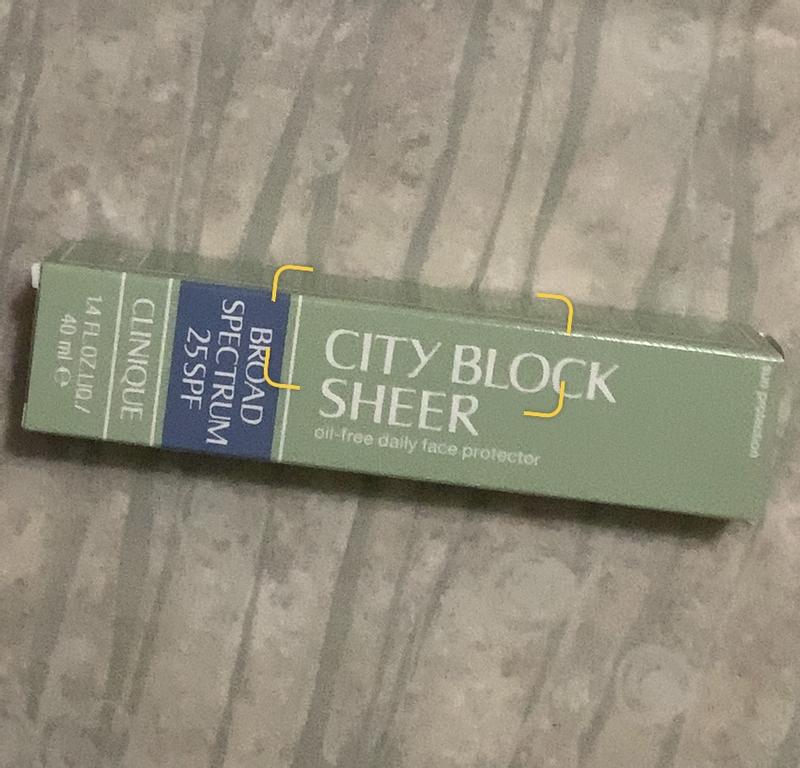 CITY BLOCK
SHEER
oil-free daily face protector
BROAD
SPECTRUM
25 SPF
CLINIQUE
1.4 FL.OZ.LIQ./
40 ml e
sun protection